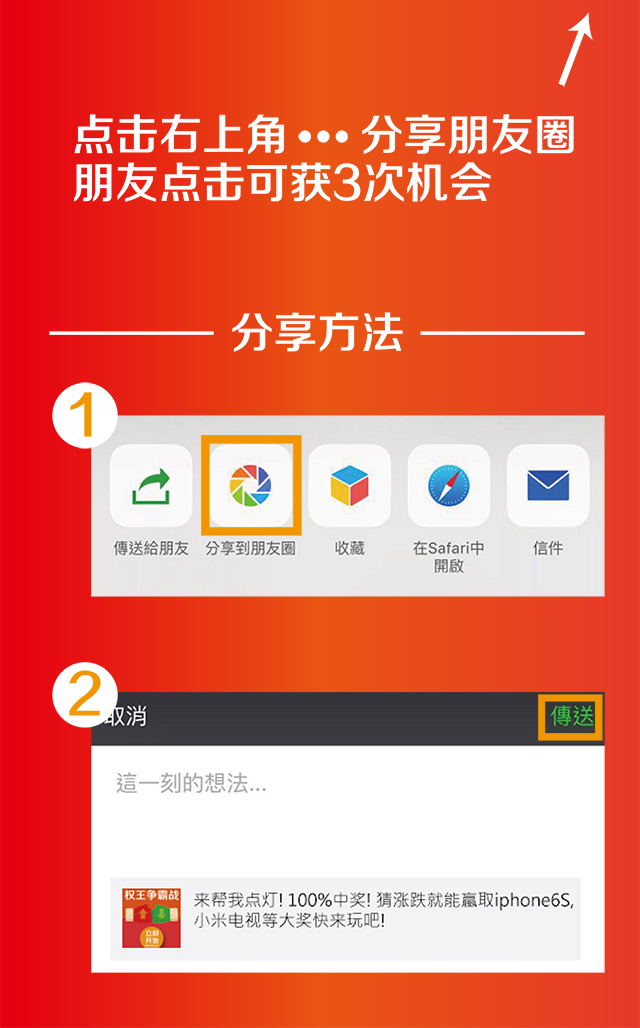 点击右上角 ••• 分享朋友圈
朋友点击可获3次机会
分享方法
1
傳送給朋友
分享到朋友圈
收藏
在Safari中
開啟
信件
2
取消
傳送
這一刻的想法...
权王争霸战
立即
开始
来帮我点灯! 100%中奖! 猜涨跌就能赢取iphone6S,
小米电视等大奖快来玩吧!